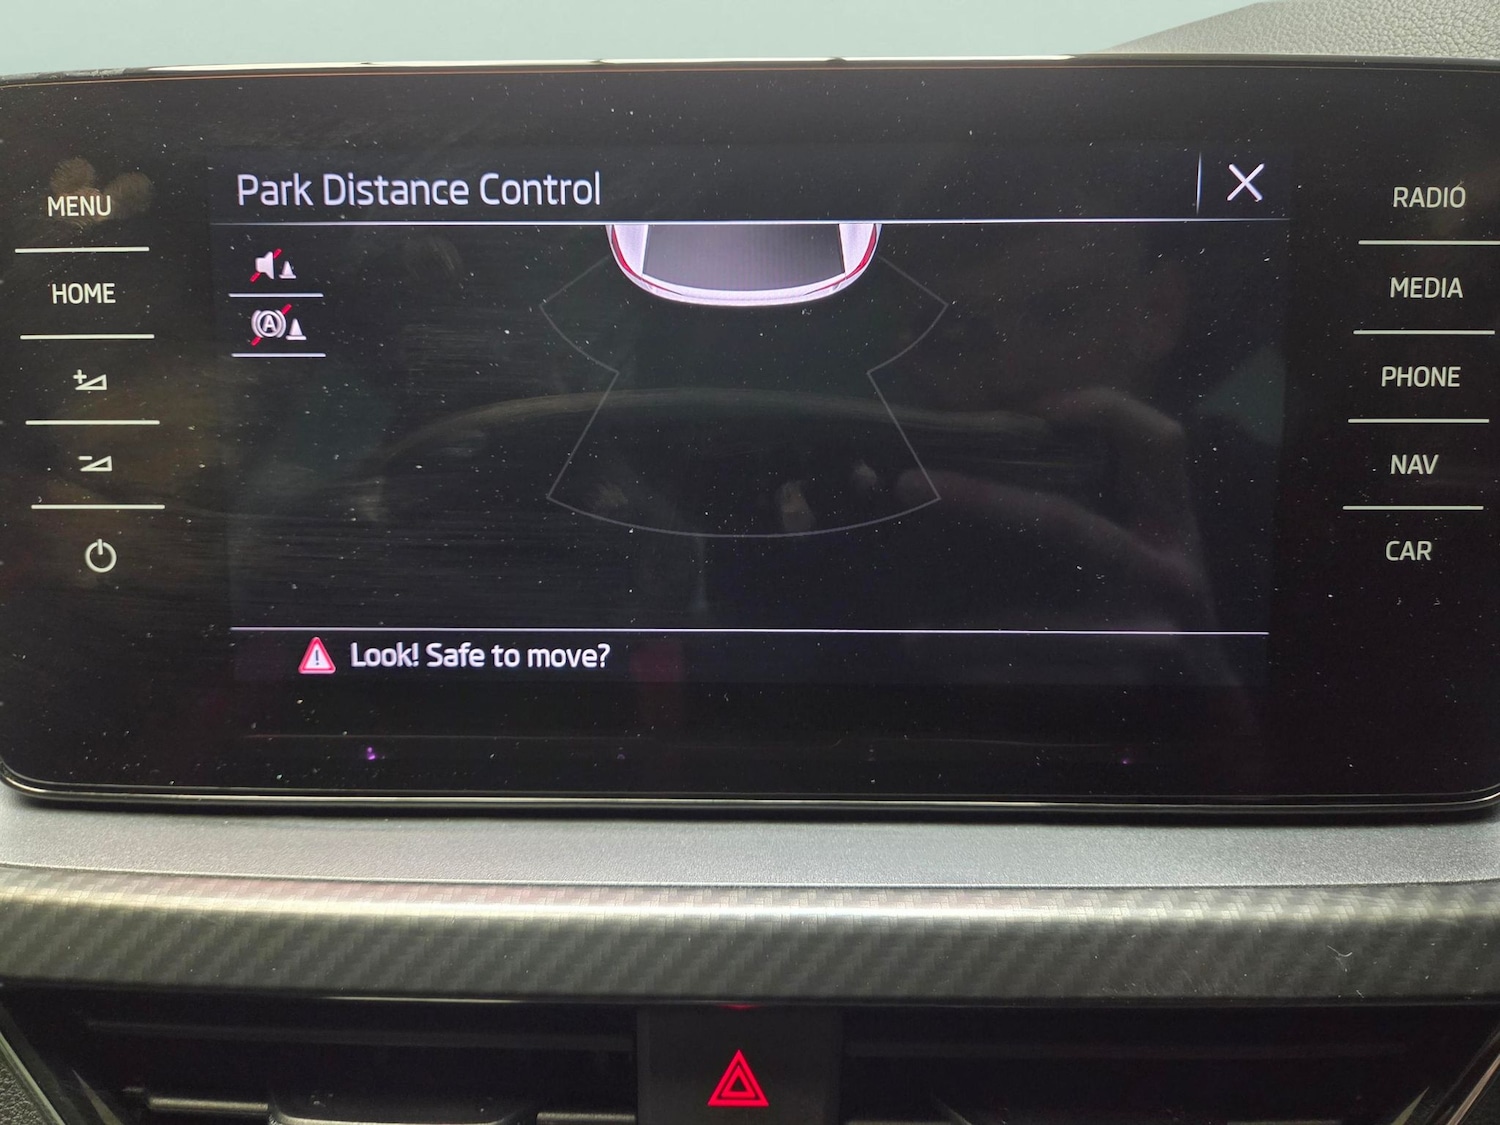 Park Distance Control
MENU
HOME
A
RADIO
MEDIA
PHONE
NAV
CAR
Look! Safe to move?